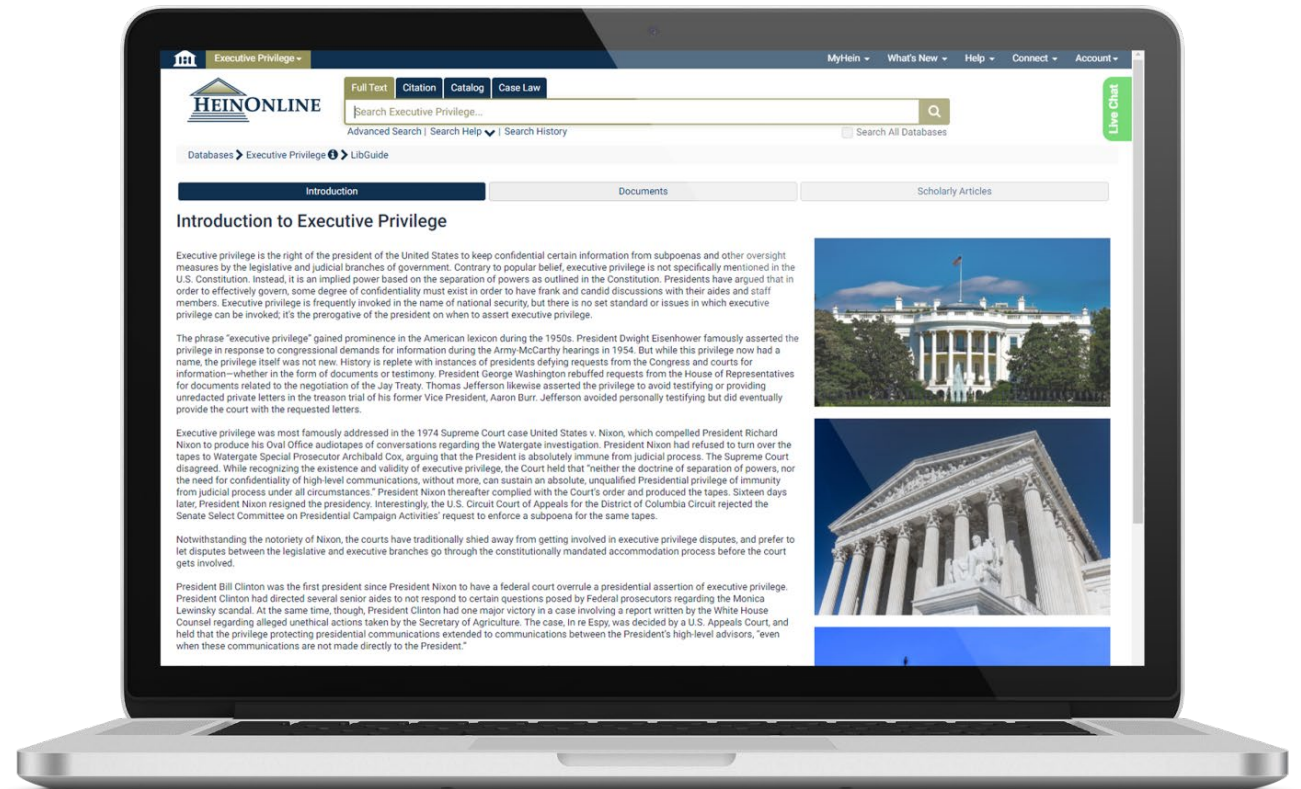 Executive Privilege
MyHein
What's New
Help
Connect
Account
HEINONLINE
Full Text
Citation
Catalog
Case Law
Search Executive Privilege...
Advanced Search | Search Help | Search History
Search All Databases
Live Chat
Databases > Executive Privilege > LibGuide
Introduction
Documents
Scholarly Articles
Introduction to Executive Privilege
Executive privilege is the right of the president of the United States to keep confidential certain information from subpoenas and other oversight
measures by the legislative and judicial branches of government. Contrary to popular belief, executive privilege is not specifically mentioned in the
U.S. Constitution. Instead, it is an implied power based on the separation of powers as outlined in the Constitution. Presidents have argued that in
order to effectively govern, some degree of confidentiality must exist in order to have frank and candid discussions with their aides and staff
members. Executive privilege is frequently invoked in the name of national security, but there is no set standard or issues in which executive
privilege can be invoked; it's the prerogative of the president on when to assert executive privilege.
The phrase "executive privilege" gained prominence in the American lexicon during the 1950s. President Dwight Eisenhower famously asserted the
privilege in response to congressional demands for information during the Army-McCarthy hearings in 1954. But while this privilege now had a
name, the privilege itself was not new. History is replete with instances of presidents defying requests from the Congress and courts for
information—whether in the form of documents or testimony. President George Washington rebuffed requests from the House of Representatives
for documents related to the negotiation of the Jay Treaty. Thomas Jefferson likewise asserted the privilege to avoid testifying or providing
unredacted private letters in the treason trial of his former Vice President, Aaron Burr. Jefferson avoided personally testifying but did eventually
provide the court with the requested letters.
Executive privilege was most famously addressed in the 1974 Supreme Court case United States v. Nixon, which compelled President Richard
Nixon to produce his Oval Office audiotapes of conversations regarding the Watergate investigation. President Nixon had refused to turn over the
tapes to Watergate Special Prosecutor Archibald Cox, arguing that the President is absolutely immune from judicial process. The Supreme Court
disagreed. While recognizing the existence and validity of executive privilege, the Court held that "neither the doctrine of separation of powers, nor
the need for confidentiality of high-level communications, without more, can sustain an absolute, unqualified Presidential privilege of immunity
from judicial process under all circumstances." President Nixon thereafter complied with the Court's order and produced the tapes. Sixteen days
later, President Nixon resigned the presidency. Interestingly, the U.S. Circuit Court of Appeals for the District of Columbia Circuit rejected the
Senate Select Committee on Presidential Campaign Activities' request to enforce a subpoena for the same tapes.
Notwithstanding the notoriety of Nixon, the courts have traditionally shied away from getting involved in executive privilege disputes, and prefer to
let disputes between the legislative and executive branches go through the constitutionally mandated accommodation process before the court
gets involved.
President Bill Clinton was the first president since President Nixon to have a federal court overrule a presidential assertion of executive privilege.
President Clinton had directed several senior aides to not respond to certain questions posed by Federal prosecutors regarding the Monica
Lewinsky scandal. At the same time, though, President Clinton had one major victory in a case involving a report written by the White House
Counsel regarding alleged unethical actions taken by the Secretary of Agriculture. The case, In re Espy, was decided by a U.S. Appeals Court, and
held that the privilege protecting presidential communications extended to communications between the President's high-level advisors, "even
when these communications are not made directly to the President."